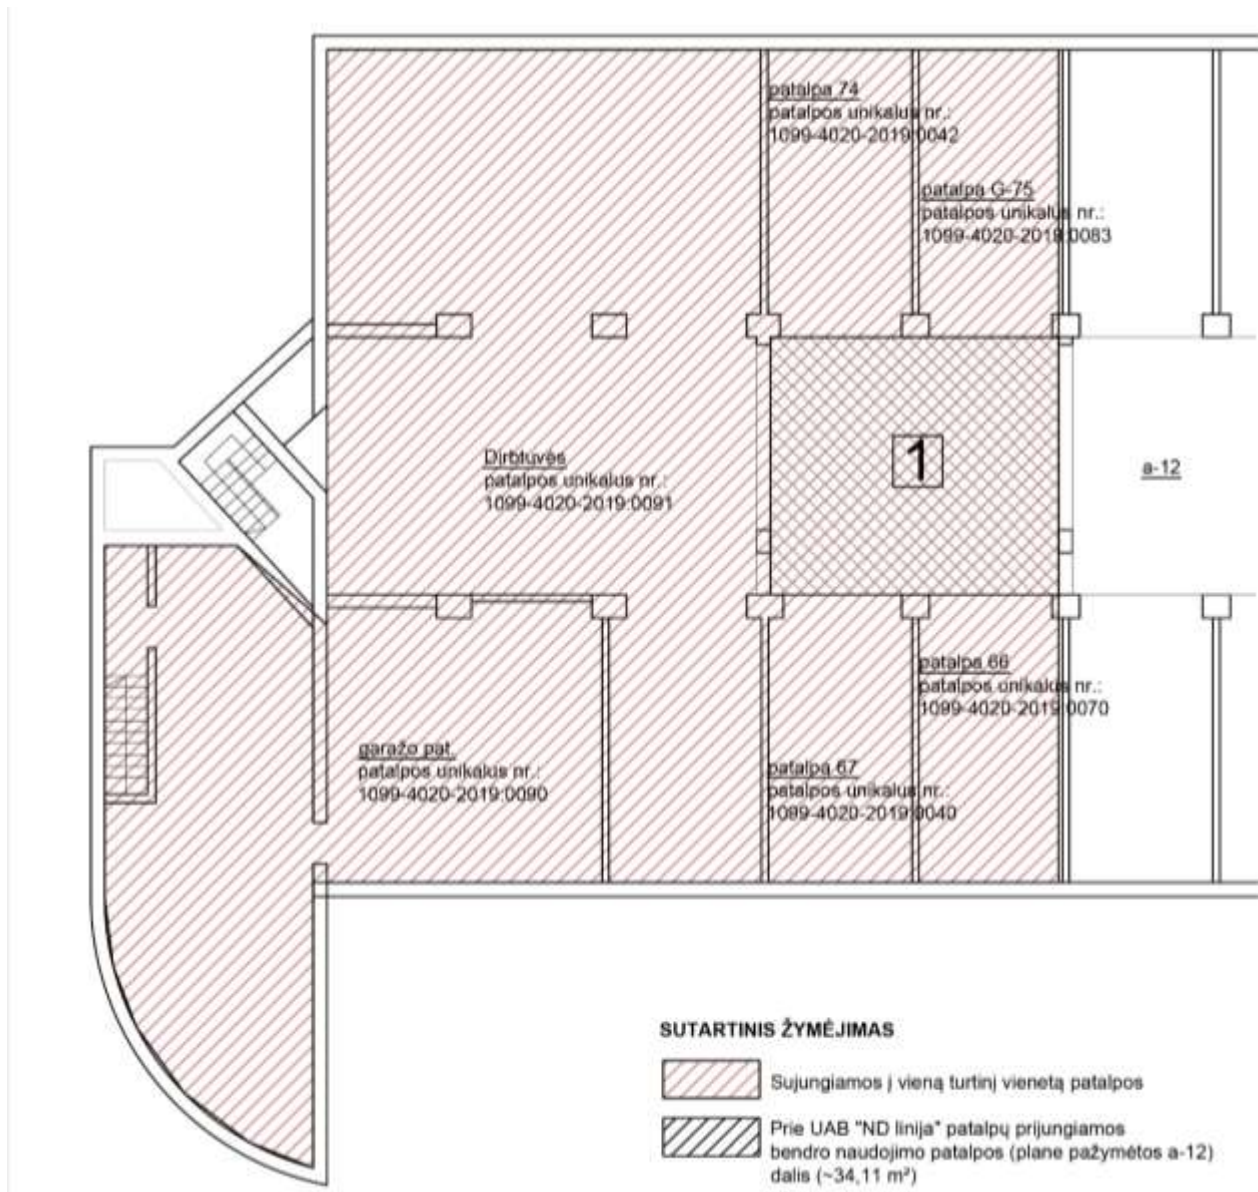 patalpa 74
patalpos unikalus nr.:
1099-4020-2019:0042
patalpa G-75
patalpos unikalus nr.:
1099-4020-2019:0083
Dirbtuvės
patalpos unikalus nr.:
1099-4020-2019:0091
1
a-12
patalpa 66
patalpos unikalus nr.:
1099-4020-2019:0070
garažo pat.
patalpos unikalus nr.:
1099-4020-2019:0090
patalpa 67
patalpos unikalus nr.:
1099-4020-2019:0040
SUTARTINIS ŽYMĖJIMAS
Sujungiamos į vieną turtinį vienetą patalpos
Prie UAB "ND linija" patalpų prijungiamos
bendro naudojimo patalpos (plane pažymėtos a-12)
dalis (~34,11 m²)